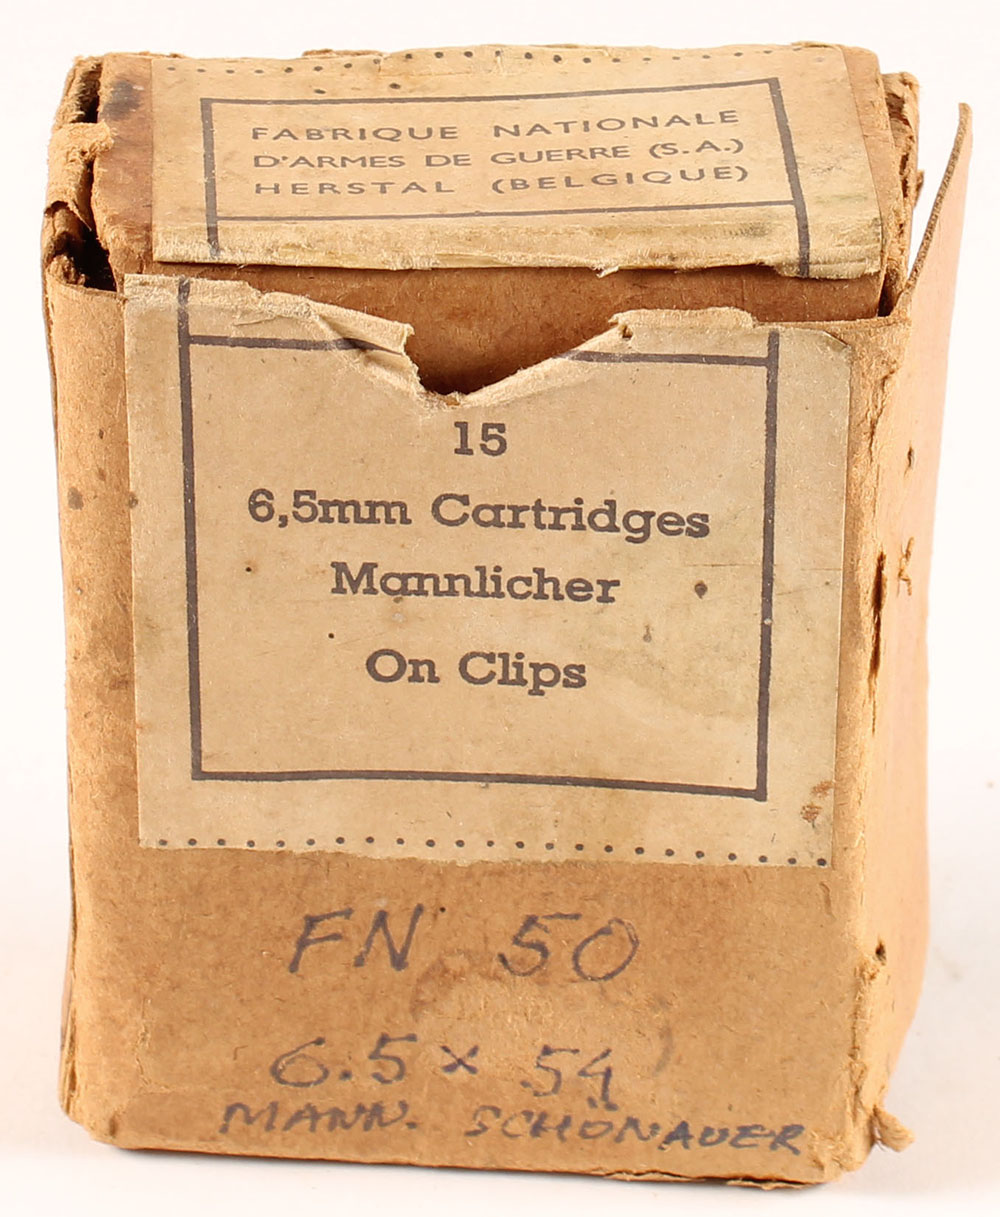 FABRIQUE NATIONALE
D'ARMES DE GUERRE (S.A.)
HERSTAL (BELGIQUE)
15
6,5mm Cartridges
Mannlicher
On Clips
FN 50
6.5 x 54
MANN. SCHÖNAUER